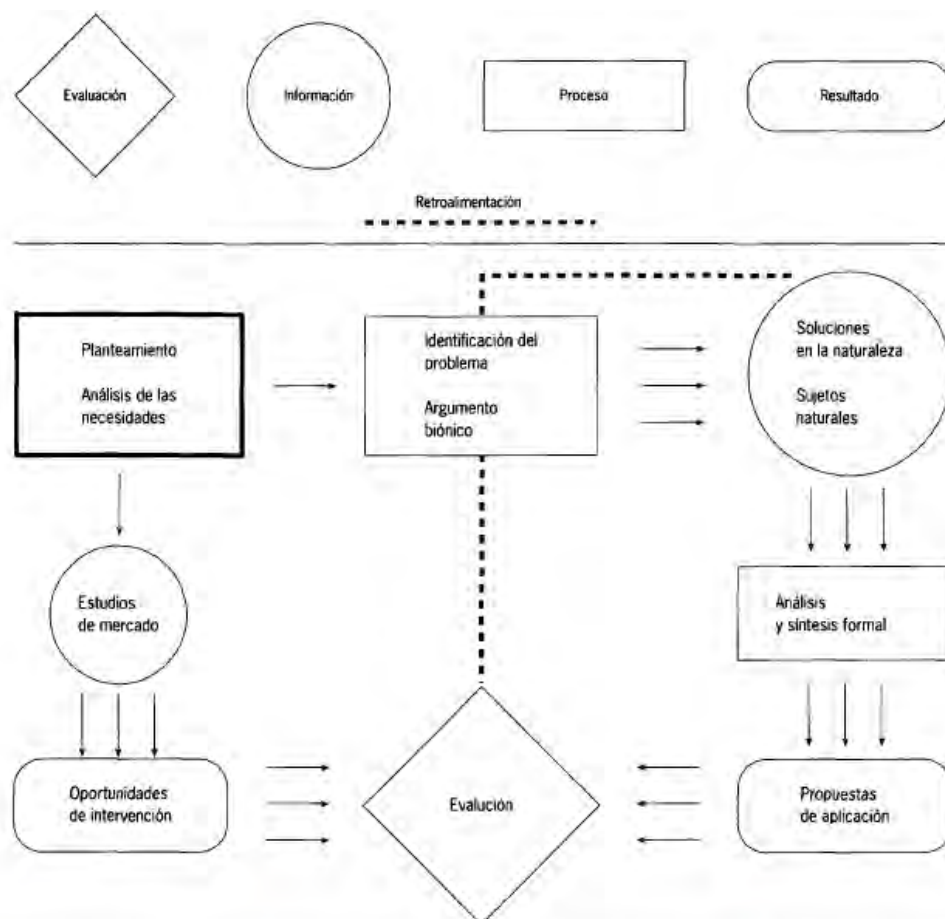 Evaluación
Información
Proceso
Resultado
Retroalimentación
Planteamiento
Análisis de las
necesidades
Identificación del
problema
Argumento
biónico
Soluciones
en la naturaleza
Sujetos
naturales
Estudios
de mercado
Análisis
y síntesis formal
Oportunidades
de intervención
Evalución
Propuestas
de aplicación